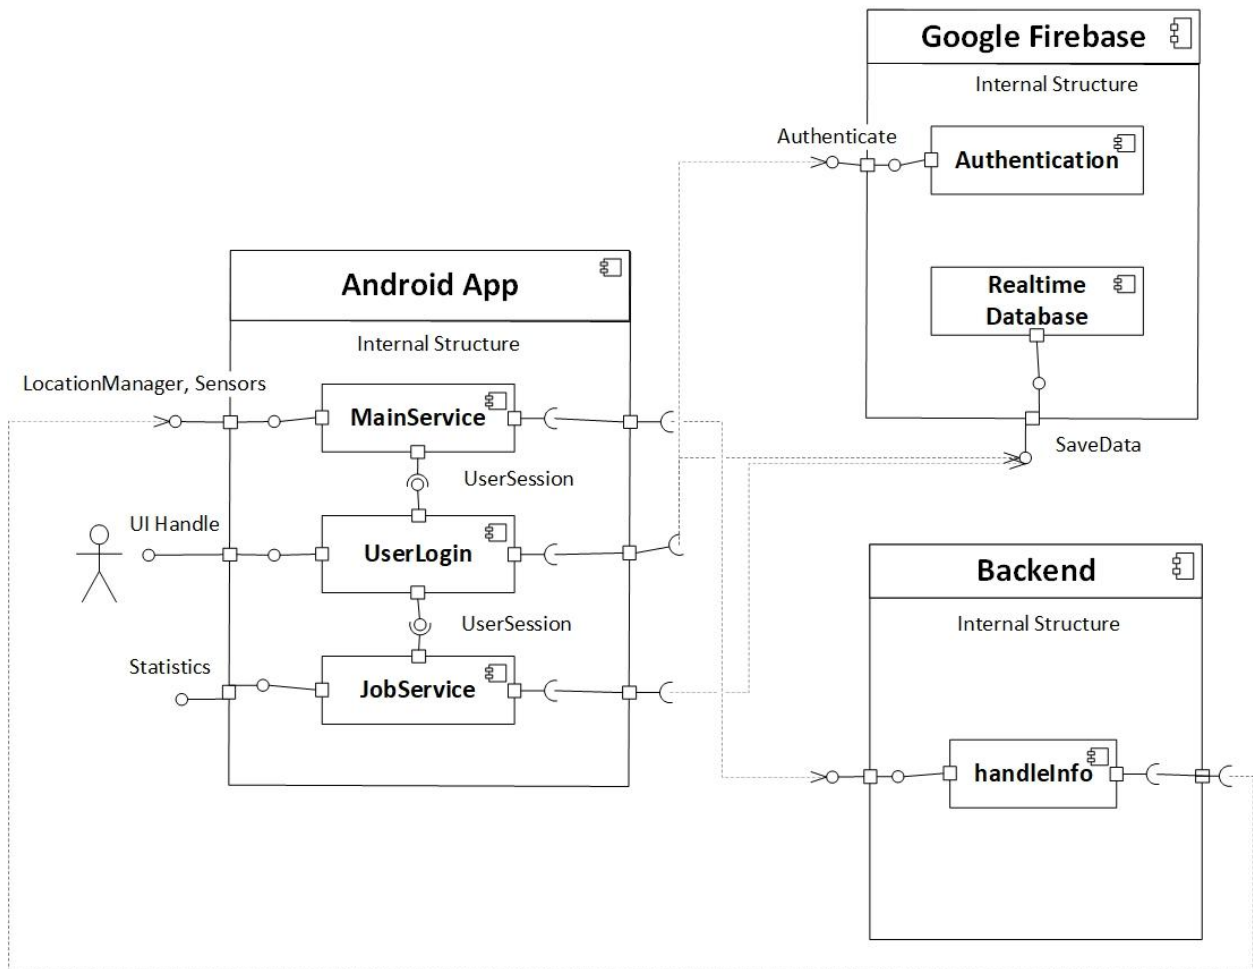 Google Firebase
Internal Structure
Authenticate
Authentication
Realtime
Database
SaveData
Android App
Internal Structure
LocationManager, Sensors
MainService
UserSession
UI Handle
UserLogin
UserSession
Statistics
JobService
Backend
Internal Structure
handleInfo